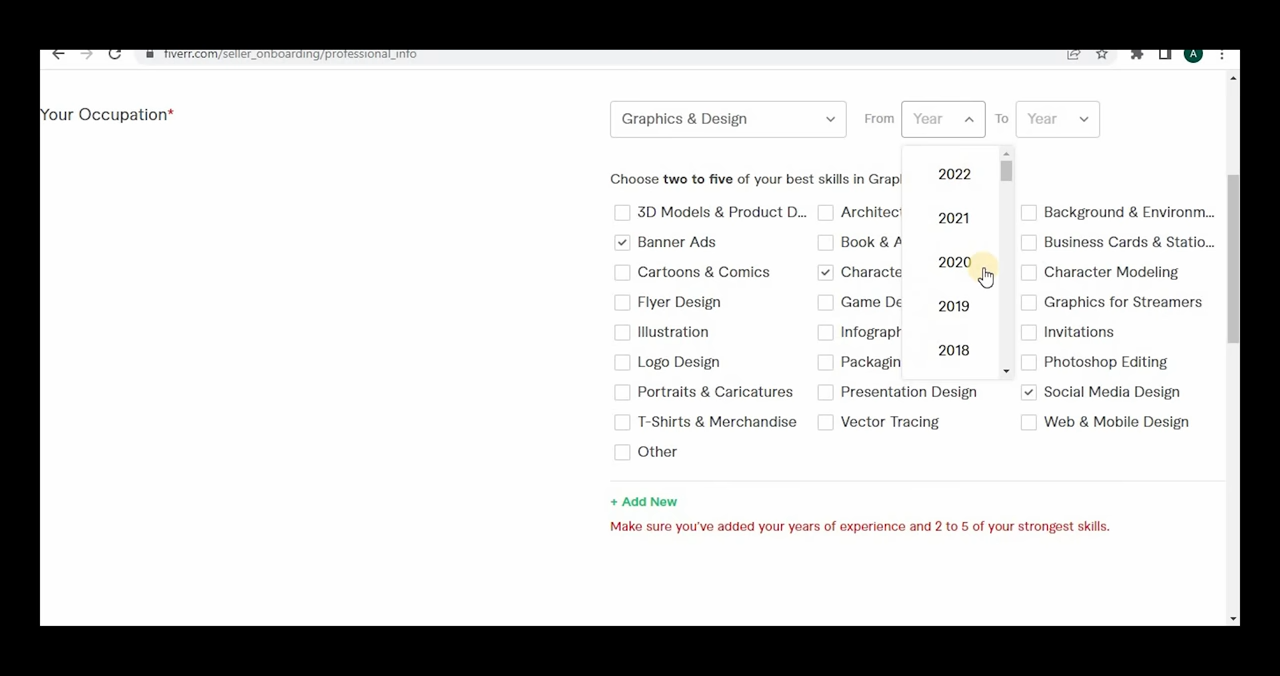 fiverr.com/seller_onboarding/professional_info
A
Your Occupation*
Graphics & Design
From
Year
To
Year
2022
2021
2020
2019
2018
Choose two to five of your best skills in Grap
3D Models & Product D...
Architec
Background & Environm...
Banner Ads
Book & A
Business Cards & Statio...
Cartoons & Comics
Characte
Character Modeling
Flyer Design
Game De
Graphics for Streamers
Illustration
Infograp
Invitations
Logo Design
Packagin
Photoshop Editing
Portraits & Caricatures
Presentation Design
Social Media Design
T-Shirts & Merchandise
Vector Tracing
Web & Mobile Design
Other
+ Add New
Make sure you've added your years of experience and 2 to 5 of your strongest skills.